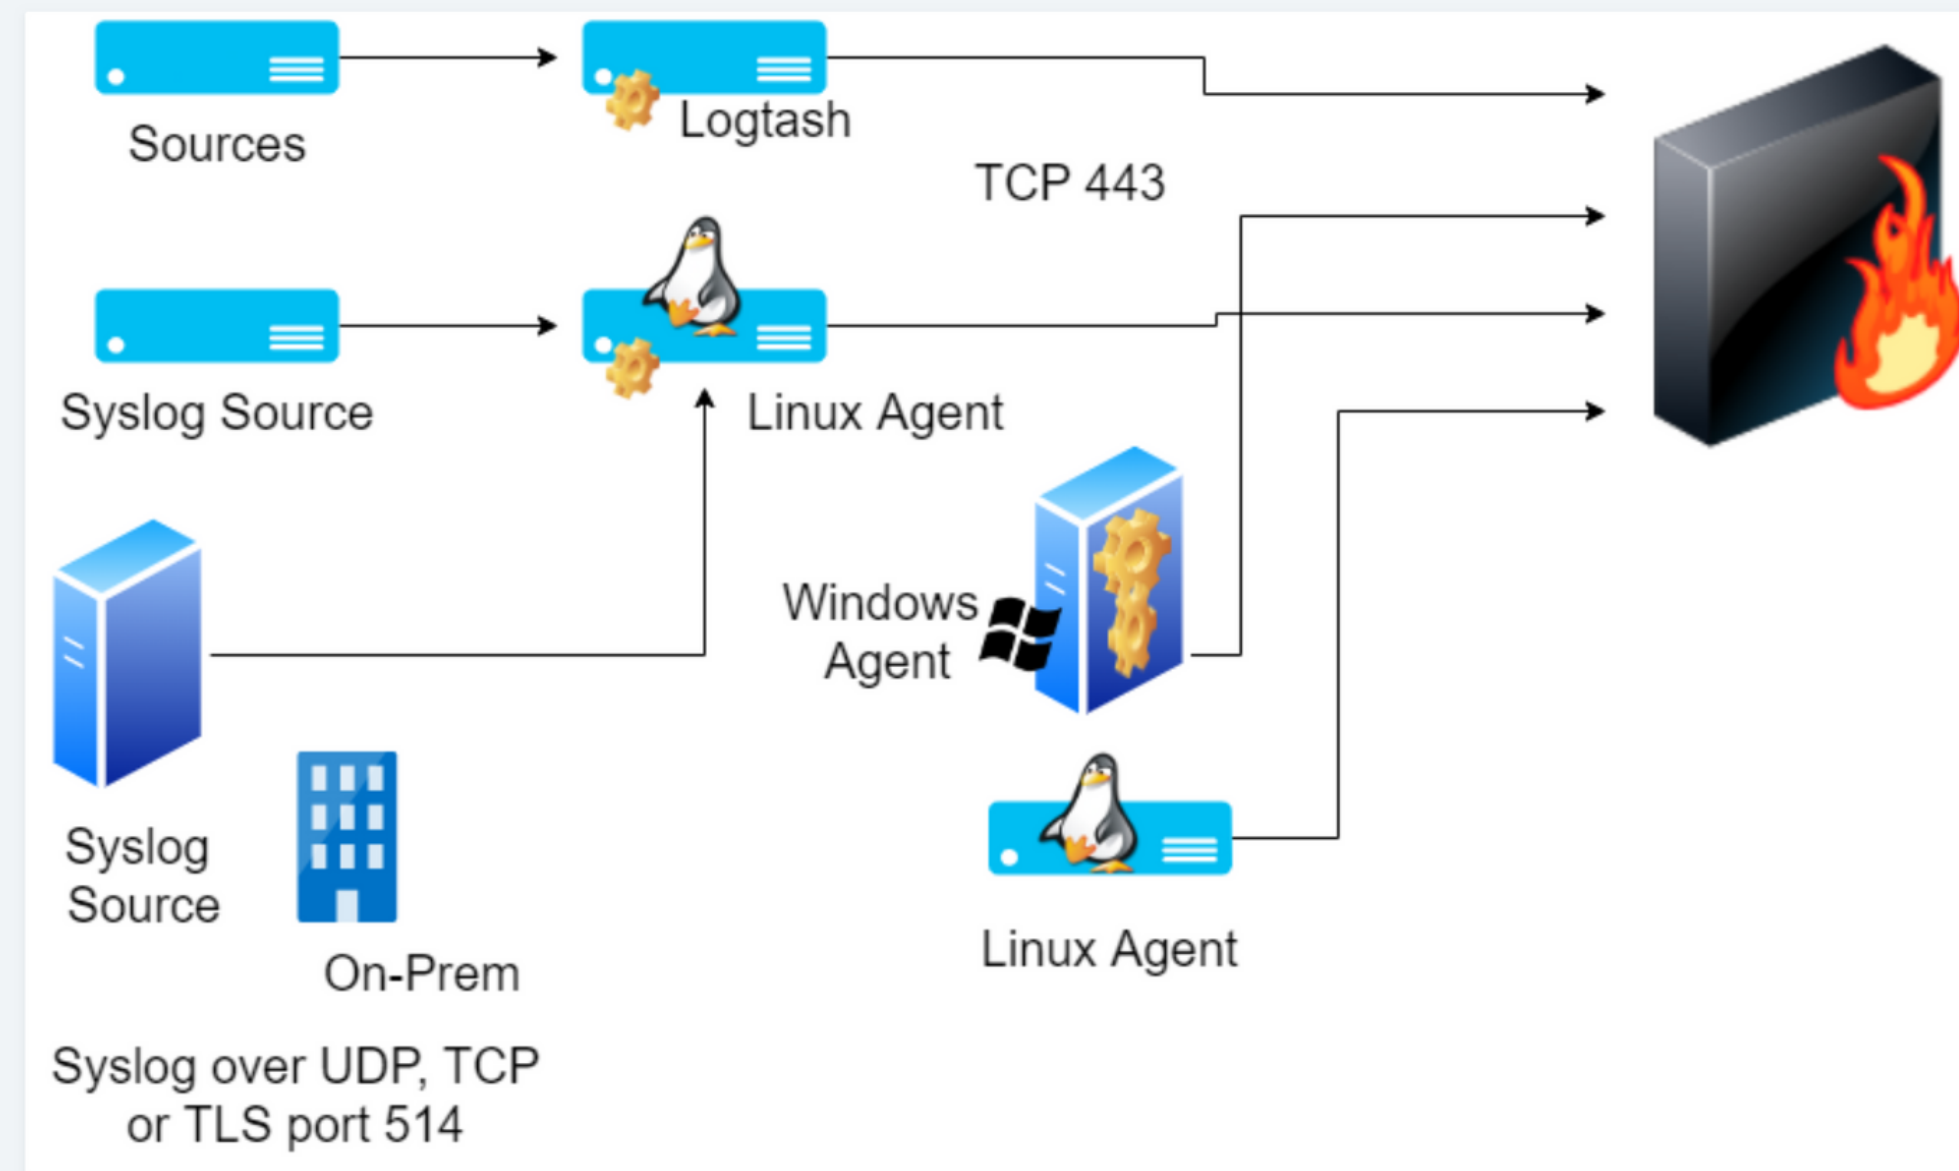 Sources
Logtash
TCP 443
Syslog Source
Linux Agent
Windows
Agent
Syslog
Source
On-Prem
Linux Agent
Syslog over UDP, TCP
or TLS port 514